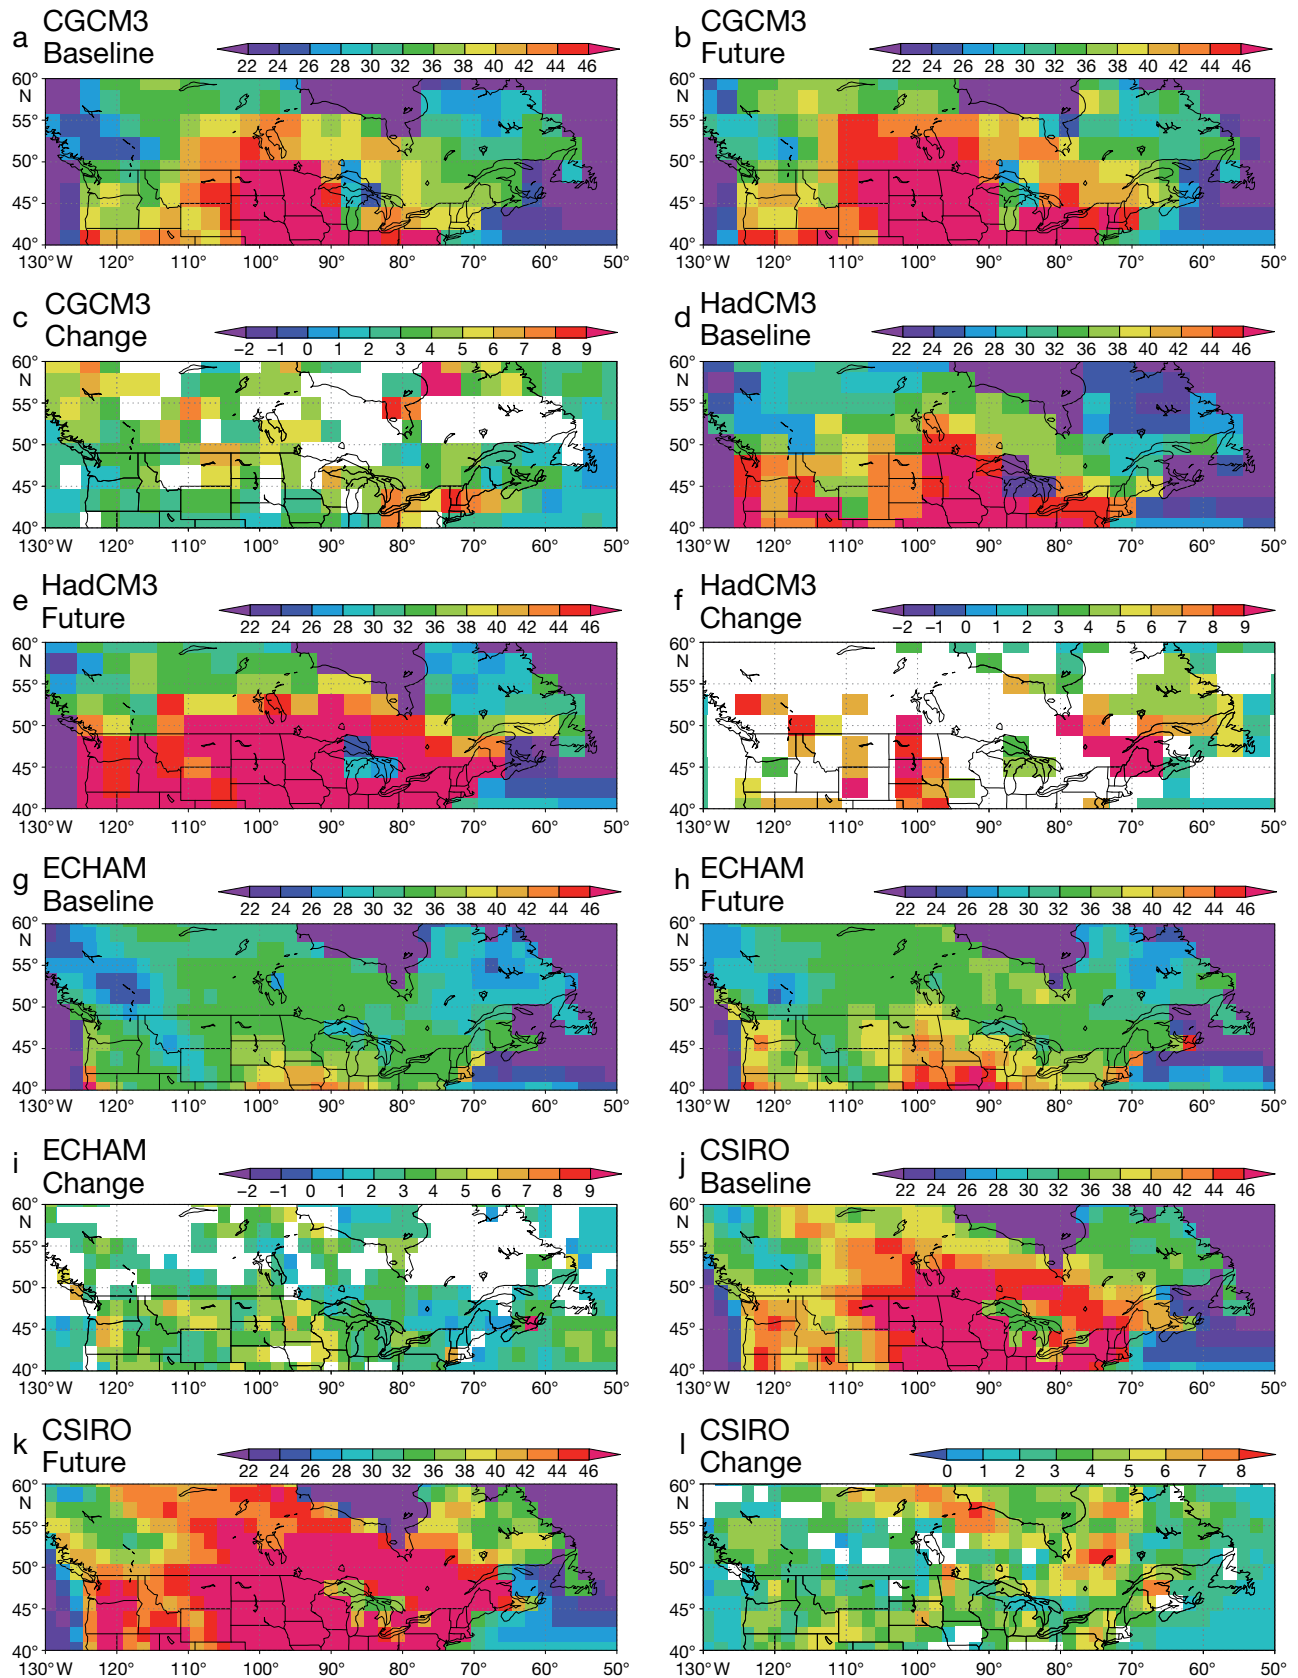 a CGCM3 Baseline
22 24 26 28 30 32 36 38 40 42 44 46
60° N 55° 50° 45° 40°
130°W 120° 110° 100° 90° 80° 70° 60° 50°
b CGCM3 Future
22 24 26 28 30 32 36 38 40 42 44 46
60° N 55° 50° 45° 40°
130°W 120° 110° 100° 90° 80° 70° 60° 50°
c CGCM3 Change
−2 −1 0 1 2 3 4 5 6 7 8 9
60° N 55° 50° 45° 40°
130°W 120° 110° 100° 90° 80° 70° 60° 50°
d HadCM3 Baseline
22 24 26 28 30 32 36 38 40 42 44 46
60° N 55° 50° 45° 40°
130°W 120° 110° 100° 90° 80° 70° 60° 50°
e HadCM3 Future
22 24 26 28 30 32 36 38 40 42 44 46
60° N 55° 50° 45° 40°
130°W 120° 110° 100° 90° 80° 70° 60° 50°
f HadCM3 Change
−2 −1 0 1 2 3 4 5 6 7 8 9
60° N 55° 50° 45° 40°
130°W 120° 110° 100° 90° 80° 70° 60° 50°
g ECHAM Baseline
22 24 26 28 30 32 36 38 40 42 44 46
60° N 55° 50° 45° 40°
130°W 120° 110° 100° 90° 80° 70° 60° 50°
h ECHAM Future
22 24 26 28 30 32 36 38 40 42 44 46
60° N 55° 50° 45° 40°
130°W 120° 110° 100° 90° 80° 70° 60° 50°
i ECHAM Change
−2 −1 0 1 2 3 4 5 6 7 8 9
60° N 55° 50° 45° 40°
130°W 120° 110° 100° 90° 80° 70° 60° 50°
j CSIRO Baseline
22 24 26 28 30 32 36 38 40 42 44 46
60° N 55° 50° 45° 40°
130°W 120° 110° 100° 90° 80° 70° 60° 50°
k CSIRO Future
22 24 26 28 30 32 36 38 40 42 44 46
60° N 55° 50° 45° 40°
130°W 120° 110° 100° 90° 80° 70° 60° 50°
l CSIRO Change
0 1 2 3 4 5 6 7 8
60° N 55° 50° 45° 40°
130°W 120° 110° 100° 90° 80° 70° 60° 50°